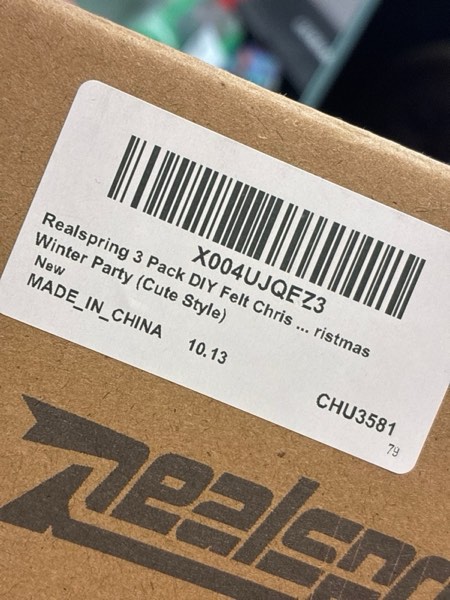 X004UJQEZ3
Realspring 3 Pack DIY Felt Chris ... ristmas
Winter Party (Cute Style)
New
MADE_IN_CHINA 10.13
CHU3581
79
Realspr